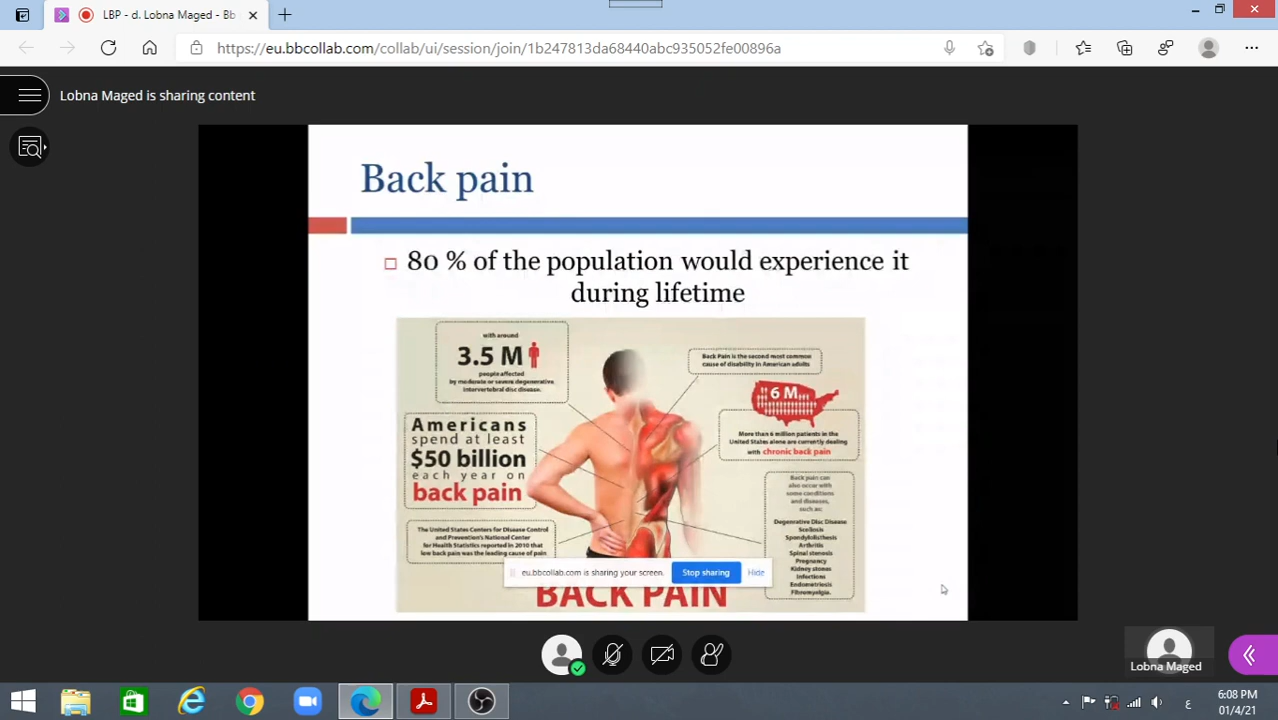 LBP - d. Lobna Maged - Bb
https://eu.bbcollab.com/collab/ui/session/join/1b247813da68440abc935052fe00896a
Lobna Maged is sharing content
Back pain
80 % of the population would experience it
during lifetime
with around
3.5 M
people affected
by moderate or severe degenerative
intervertebral disc disease.
Americans
spend at least
$50 billion
each year on
back pain
The United States Centers for Disease Control
and Prevention's National Center
for Health Statistics reported in 2010 that
low back pain was the leading cause of pain
Back Pain is the second most common
cause of disability in American adults
6 M
More than 6 million patients in the
United States alone are currently dealing
with chronic back pain
Back pain can
also occur with
some conditions
and diseases,
such as:
Degenrative Disc Disease
Scoliosis
Spondylolisthesis
Arthritis
Spinal stenosis
Pregnancy
Kidney stones
Infections
Endometriosis
Fibromyalgia.
eu.bbcollab.com is sharing your screen.
Stop sharing
Hide
BACK PAIN
Lobna Maged
ع
6:08 PM
01/4/21